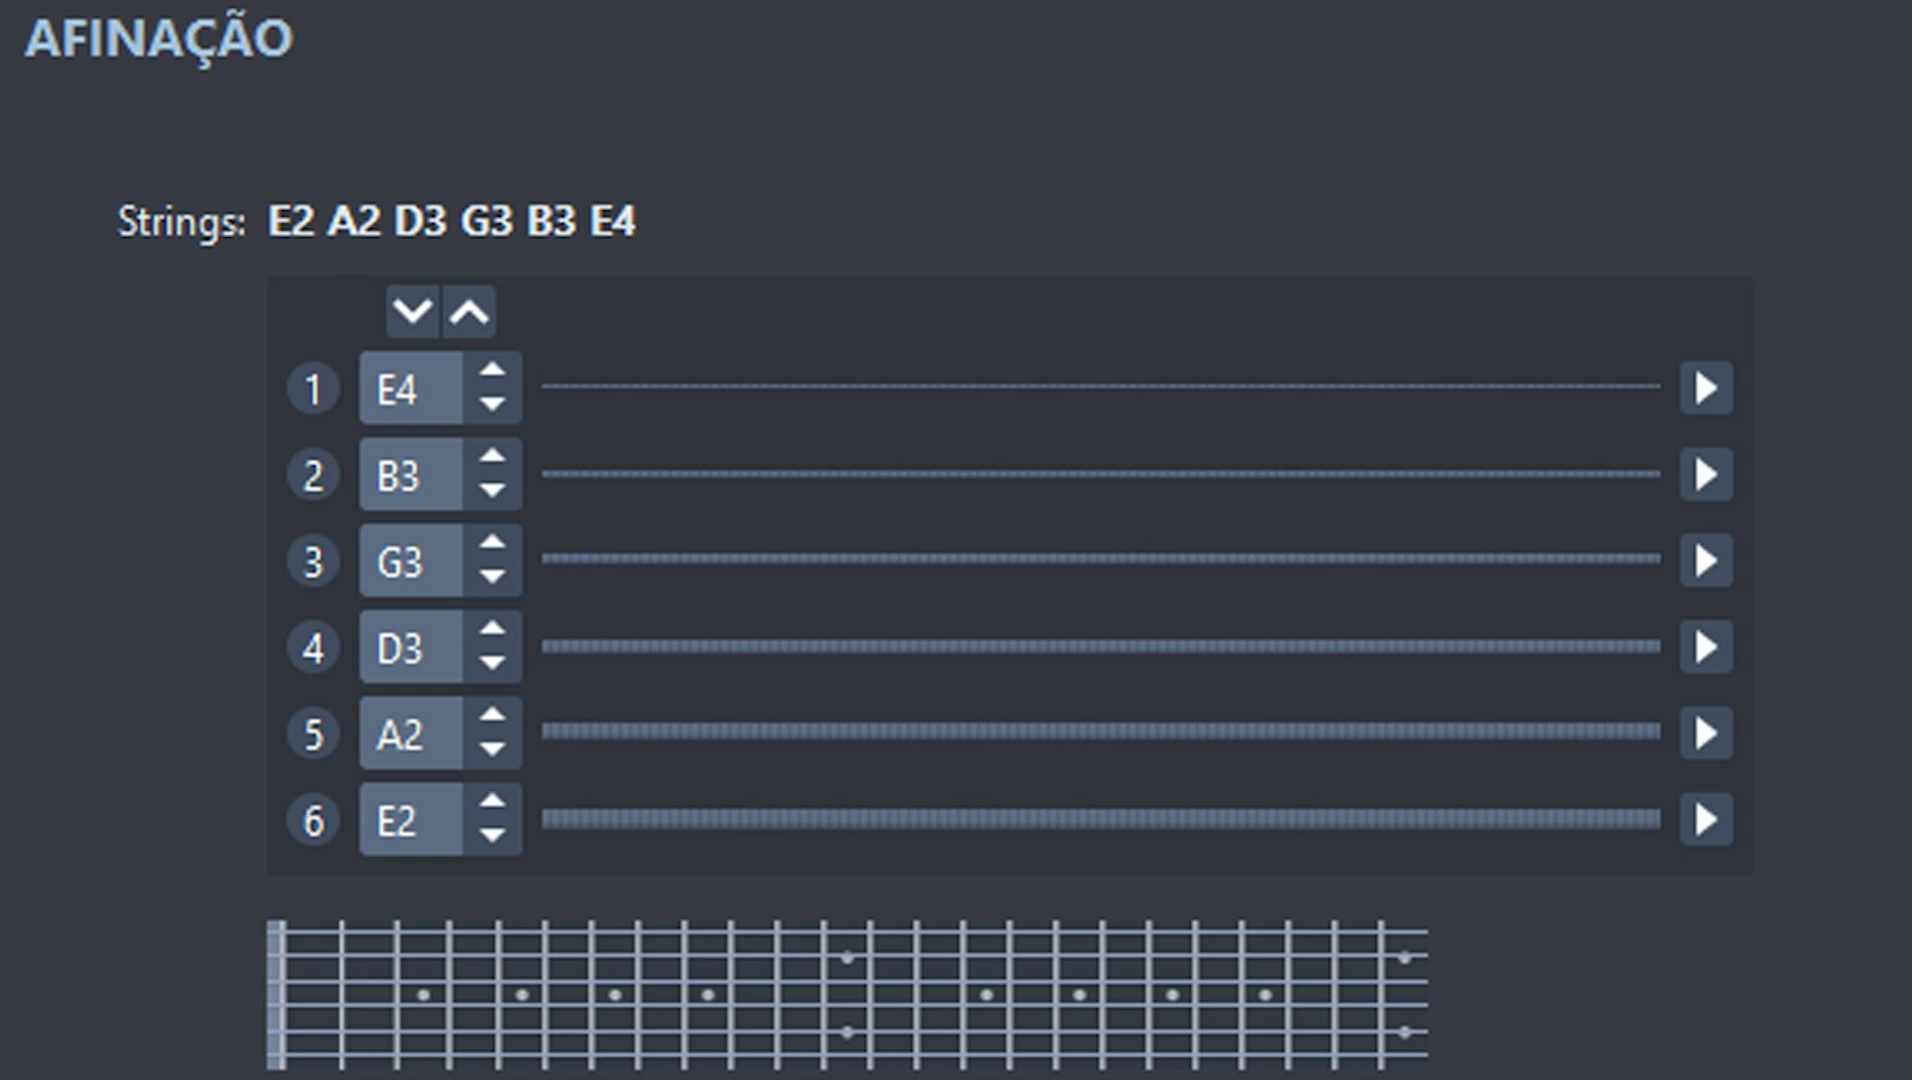 AFINAÇÃO
Strings: E2 A2 D3 G3 B3 E4
1 E4
2 B3
3 G3
4 D3
5 A2
6 E2